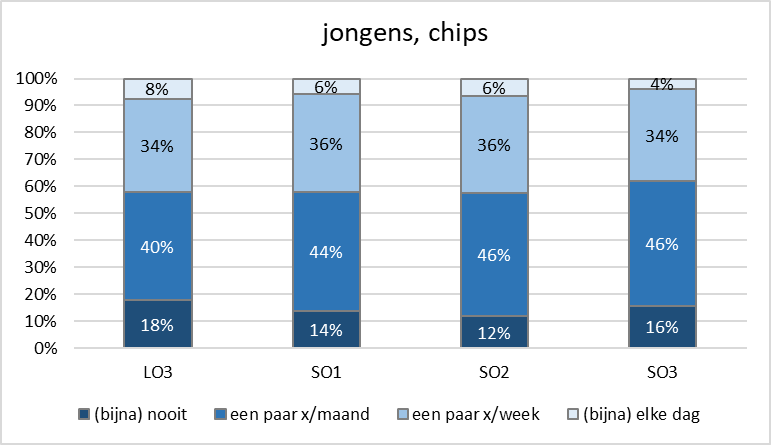 jongens, chips
100%
90%
80%
70%
60%
50%
40%
30%
20%
10%
0%
8% 6% 6% 4%
34% 36% 36% 34%
40% 44% 46% 46%
18% 14% 12% 16%
LO3 SO1 SO2 SO3
(bijna) nooit een paar x/maand een paar x/week (bijna) elke dag